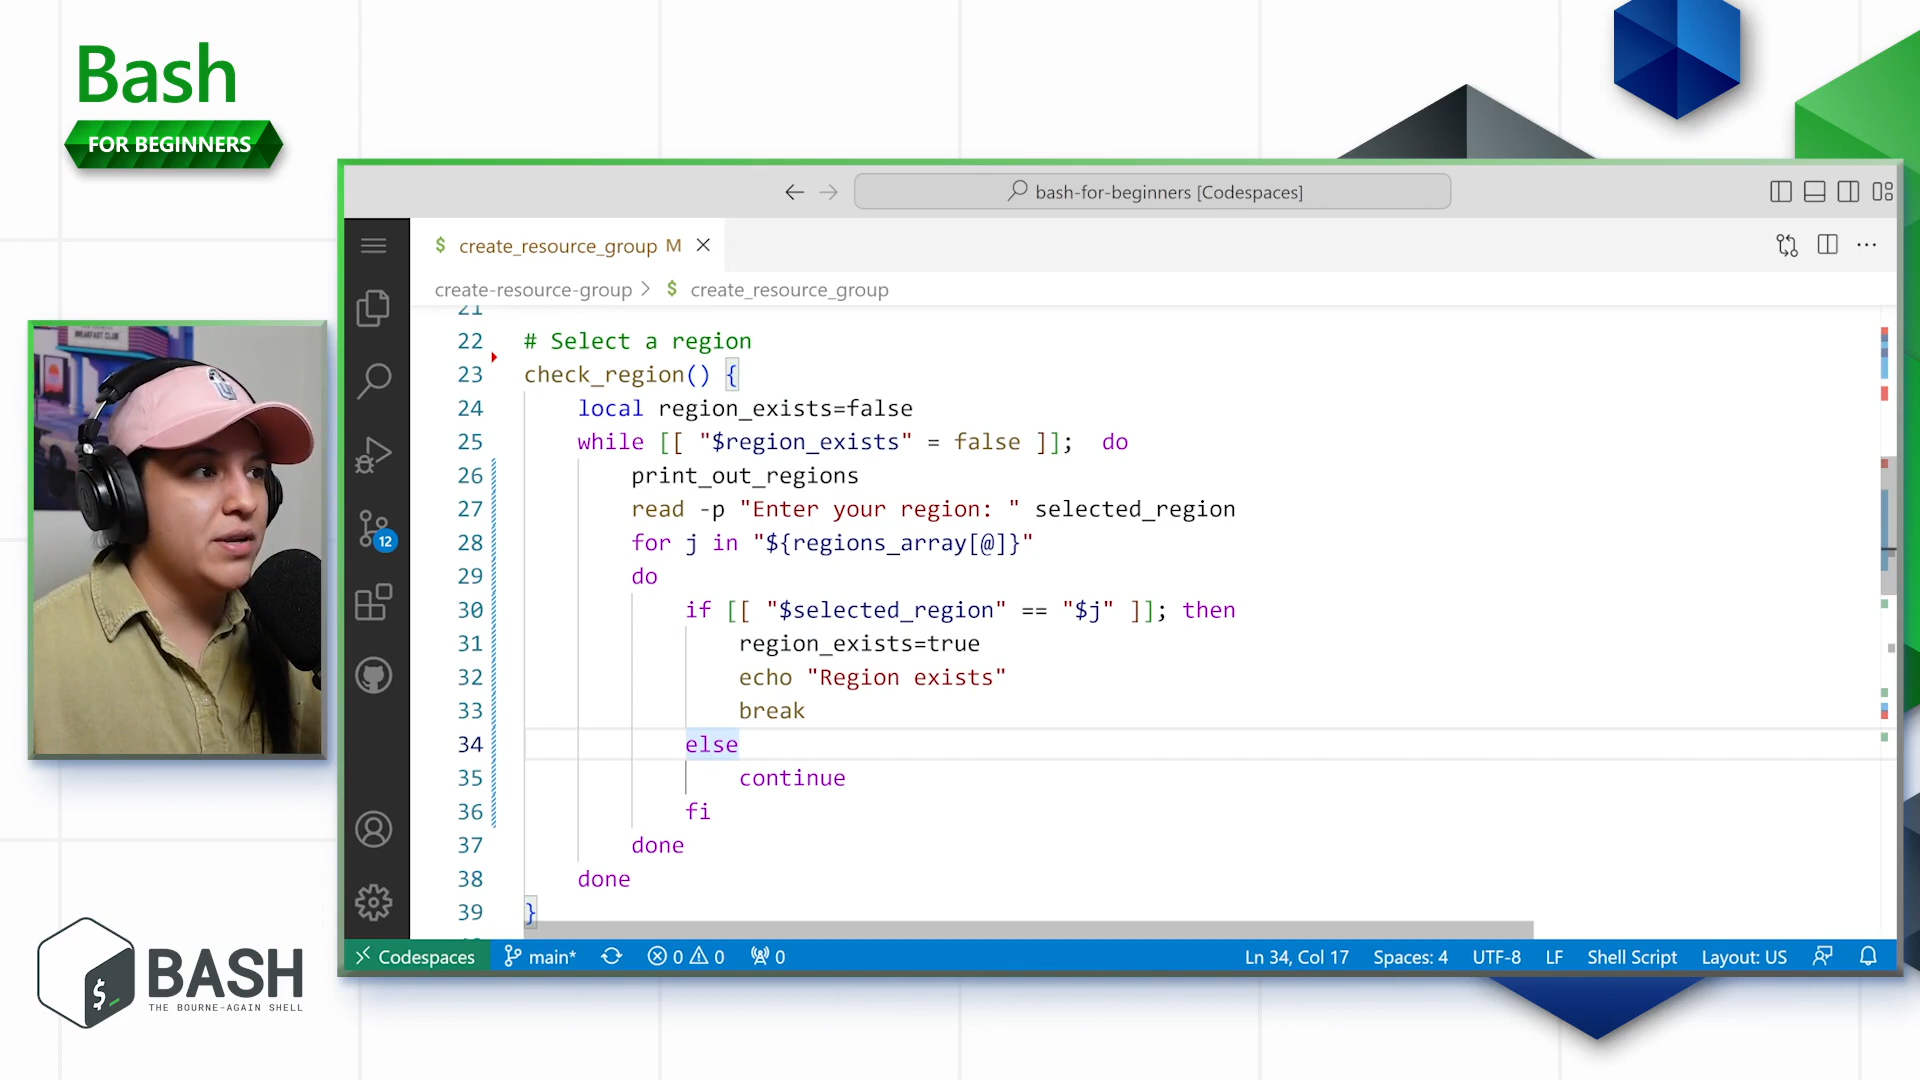 Bash
FOR BEGINNERS
bash-for-beginners [Codespaces]
$ create_resource_group M
create-resource-group > $ create_resource_group
21
22 # Select a region
23 check_region() {
24 local region_exists=false
25 while [[ "$region_exists" = false ]];  do
26 print_out_regions
27 read -p "Enter your region: " selected_region
28 for j in "${regions_array[@]}"
29 do
30 if [[ "$selected_region" == "$j" ]]; then
31 region_exists=true
32 echo "Region exists"
33 break
34 else
35 continue
36 fi
37 done
38 done
39 }
12
Codespaces main* 0 0 0 Ln 34, Col 17 Spaces: 4 UTF-8 LF Shell Script Layout: US
$_
BASH
THE BOURNE-AGAIN SHELL